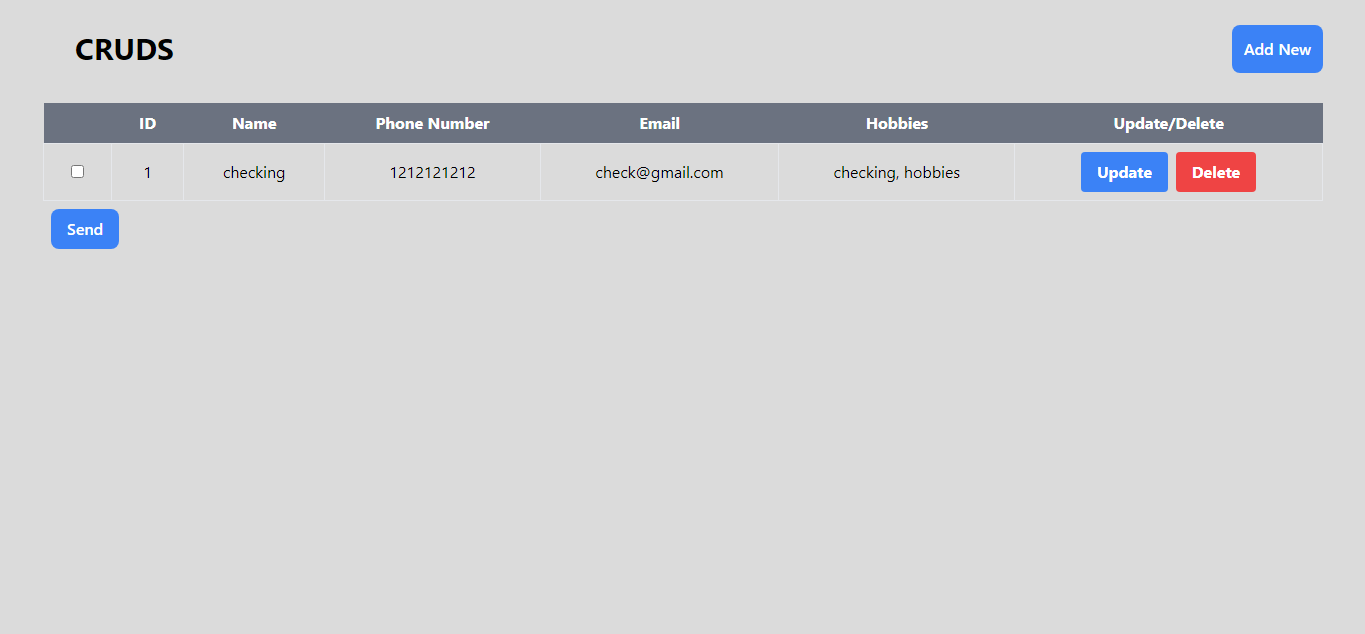 CRUDS
Add New
ID Name Phone Number Email Hobbies Update/Delete
1 checking 1212121212 check@gmail.com checking, hobbies Update Delete
Send